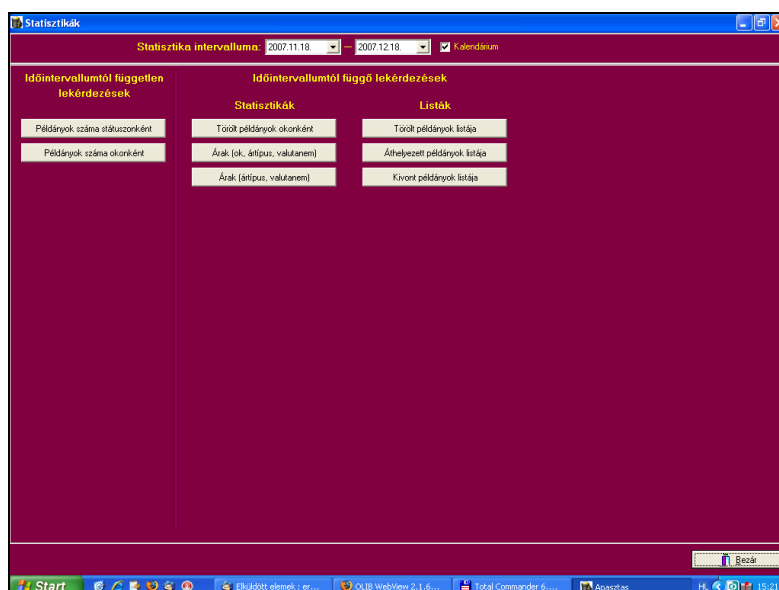 Statisztikák
Statisztika intervalluma: 2007.11.18. – 2007.12.18. Kalendárium
Időintervallumtól független
lekérdezések
Időintervallumtól függő lekérdezések
Statisztikák
Listák
Példányok száma státuszonként
Példányok száma okonként
Törölt példányok okonként
Árak (ok, ártípus, valutanem)
Árak (ártípus, valutanem)
Törölt példányok listája
Áthelyezett példányok listája
Kivont példányok listája
Bezár
Start
Elküldött elemek : er...
OLIB WebView 2.1.6...
Total Commander 6....
Apasztas
HL
15:21